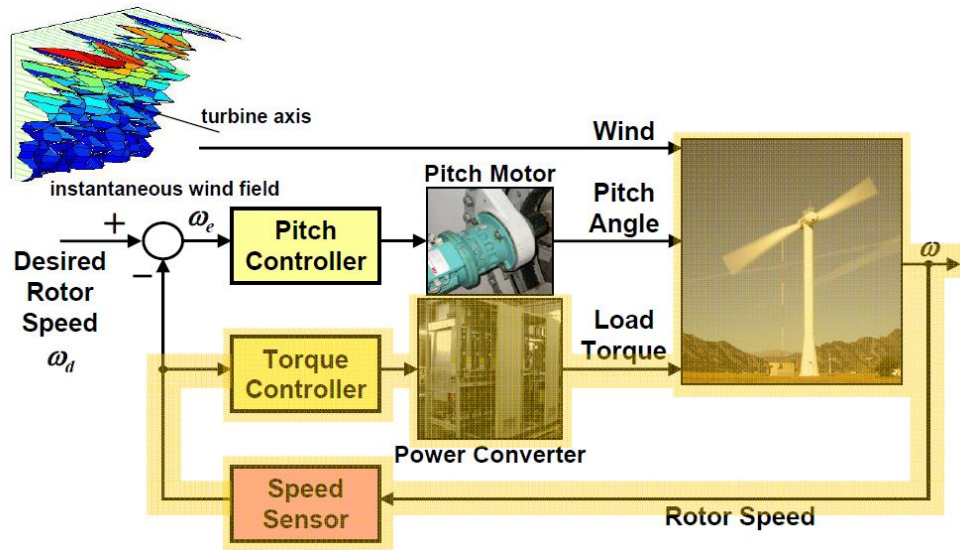 turbine axis
Wind
instantaneous wind field
Pitch Motor
Pitch
Angle
+
ωe
Pitch
Controller
−
Desired
Rotor
Speed
ωd
ω
Load
Torque
Torque
Controller
Power Converter
Speed
Sensor
Rotor Speed